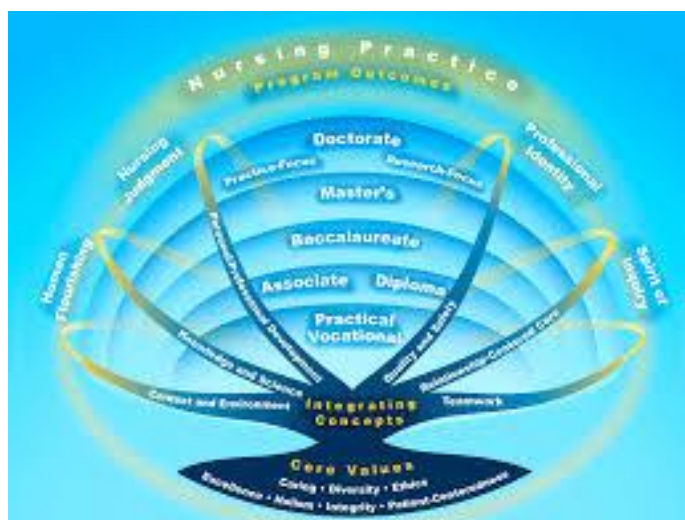 Nursing Practice
Program Outcomes
Nursing
Judgment
Professional
Identity
Human
Flourishing
Spirit of
Inquiry
Doctorate
Practice-Focus
Research-Focus
Master's
Baccalaureate
Associate
Diploma
Practical
Vocational
Personal/Professional Development
Quality and Safety
Knowledge and Science
Relationship-Centered Care
Context and Environment
Teamwork
Integrating
Concepts
Core Values
Caring • Diversity • Ethics
Excellence • Holism • Integrity • Patient-Centeredness